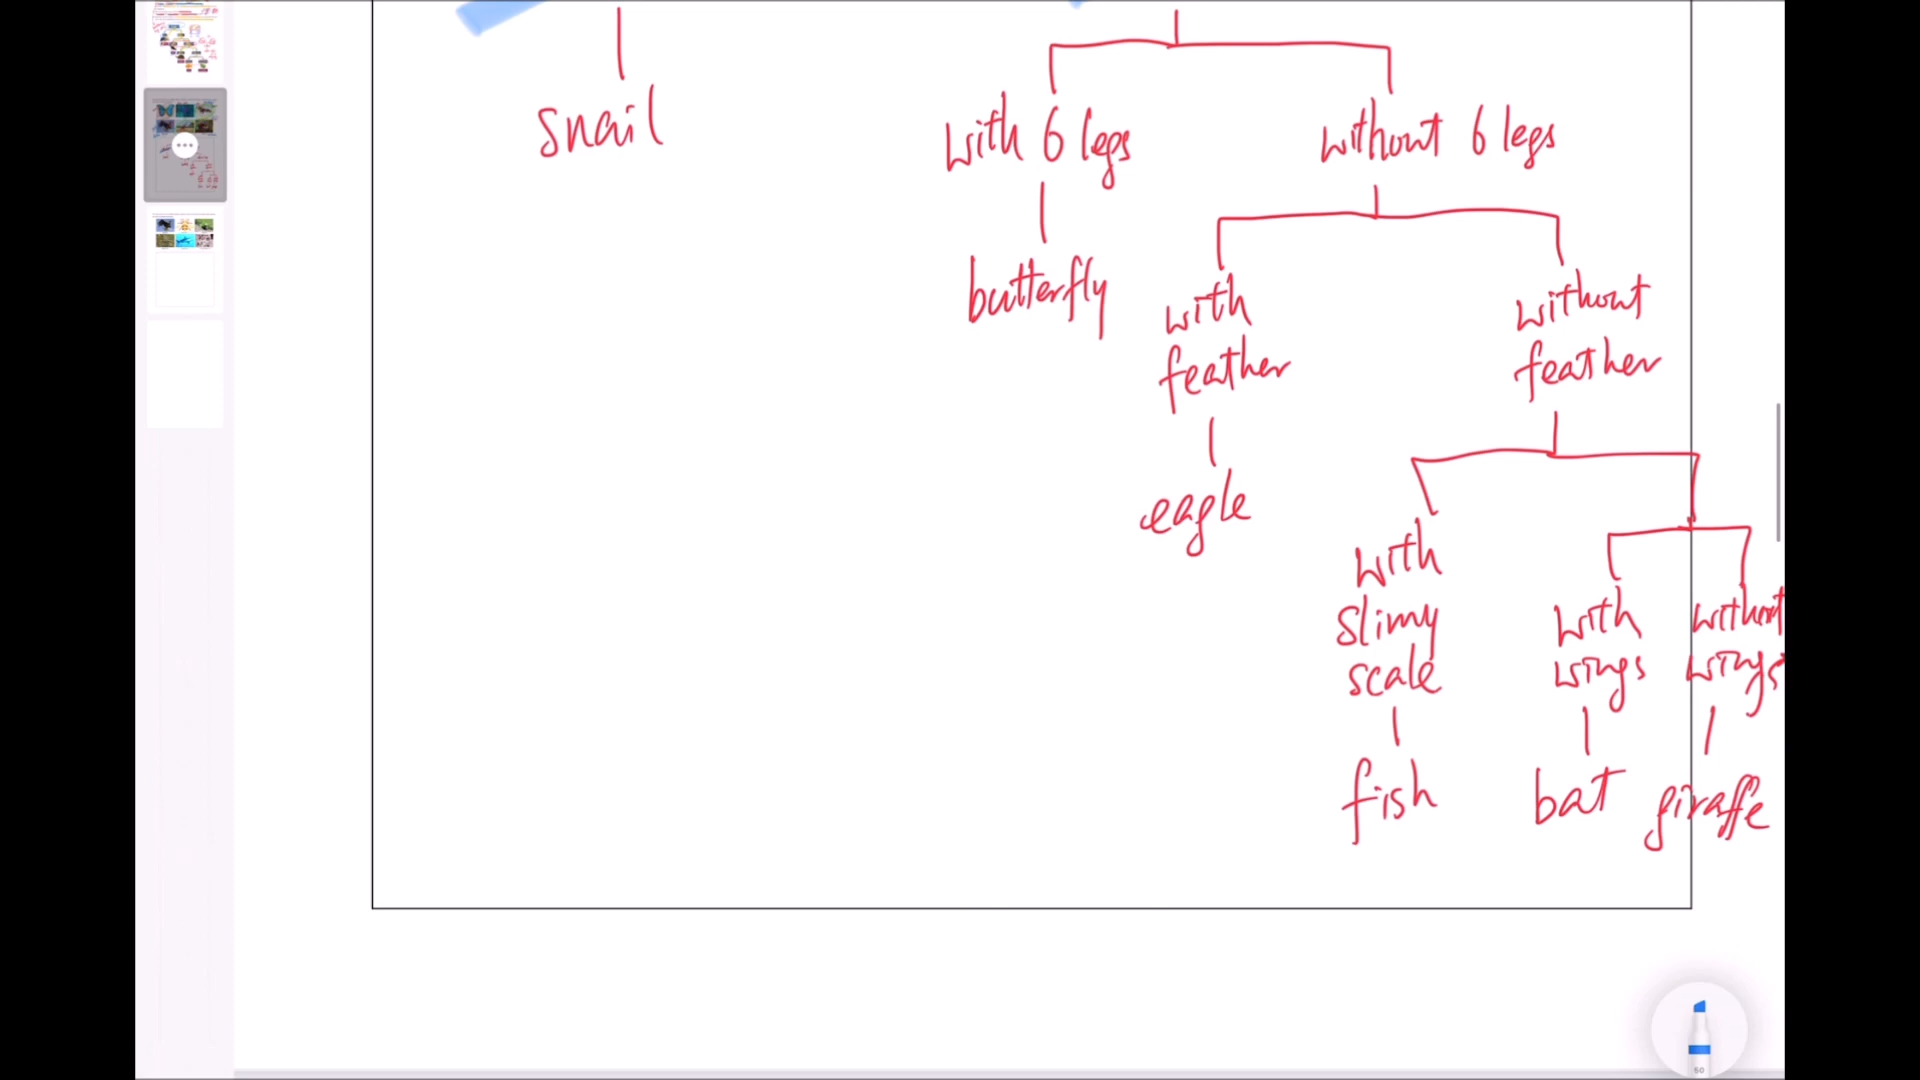 snail
with 6 legs
without 6 legs
butterfly
with
feather
without
feather
eagle
with
slimy
scale
with
wings
without
wings
fish
bat
giraffe
50